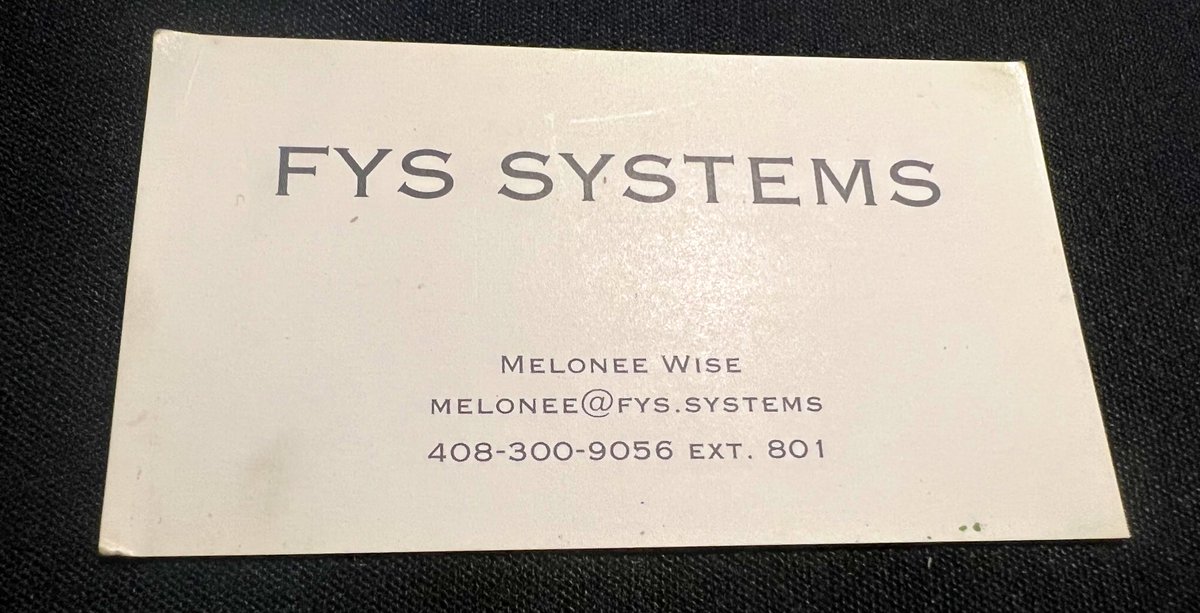 FYS SYSTEMS
MELONEE WISE
MELONEE@FYS.SYSTEMS
408-300-9056 EXT. 801